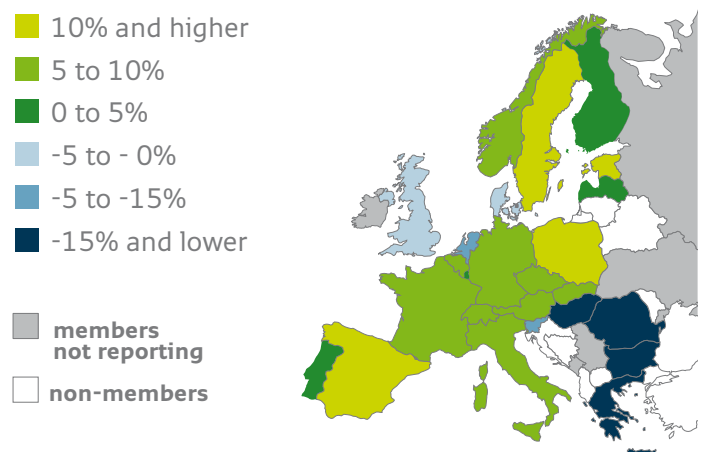 10% and higher
5 to 10%
0 to 5%
-5 to - 0%
-5 to -15%
-15% and lower
members
not reporting
non-members